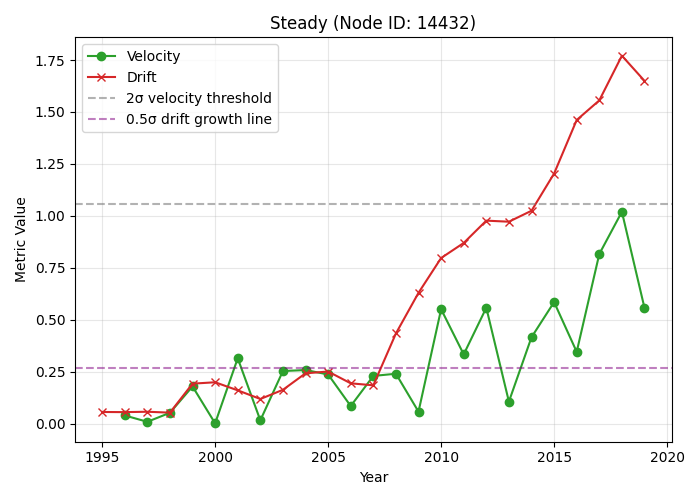 Steady (Node ID: 14432)
Velocity
Drift
2σ velocity threshold
0.5σ drift growth line
Metric Value
1.75
1.50
1.25
1.00
0.75
0.50
0.25
0.00
1995 2000 2005 2010 2015 2020
Year